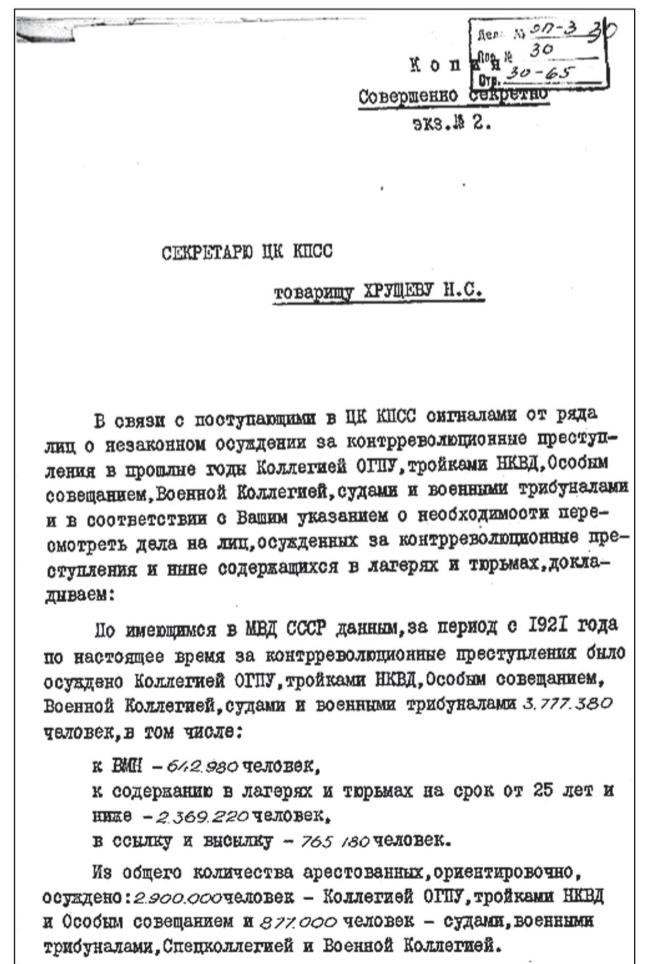 Дел. № ОП-3 30
Пор. № 30
Стр. 30-65
Копия
Совершенно секретно
экз.№ 2.
СЕКРЕТАРЮ ЦК КПСС
товарищу ХРУЩЕВУ Н.С.
В связи с поступающими в ЦК КПСС сигналами от ряда
лиц о незаконном осуждении за контрреволюционные преступ-
ления в прошлые годы Коллегией ОГПУ,тройками НКВД,Особым
совещанием,Военной Коллегией,судами и военными трибуналами
и в соответствии с Вашим указанием о необходимости пере-
смотреть дела на лиц,осужденных за контрреволюционные пре-
ступления и ныне содержащихся в лагерях и тюрьмах,докла-
дываем:
По имеющимся в МВД СССР данным,за период с 1921 года
по настоящее время за контрреволюционные преступления было
осуждено Коллегией ОГПУ,тройками НКВД,Особым совещанием,
Военной Коллегией,судами и военными трибуналами 3.777.380
человек,в том числе:
к ВМН – 642.980 человек,
к содержанию в лагерях и тюрьмах на срок от 25 лет и
ниже – 2.369.220 человек,
в ссылку и высылку – 765 180 человек.
Из общего количества арестованных,ориентировочно,
осуждено: 2.900.000 человек – Коллегией ОГПУ,тройками НКВД
и Особым совещанием и 877.000 человек – судами,военными
трибуналами,Спецколлегией и Военной Коллегией.